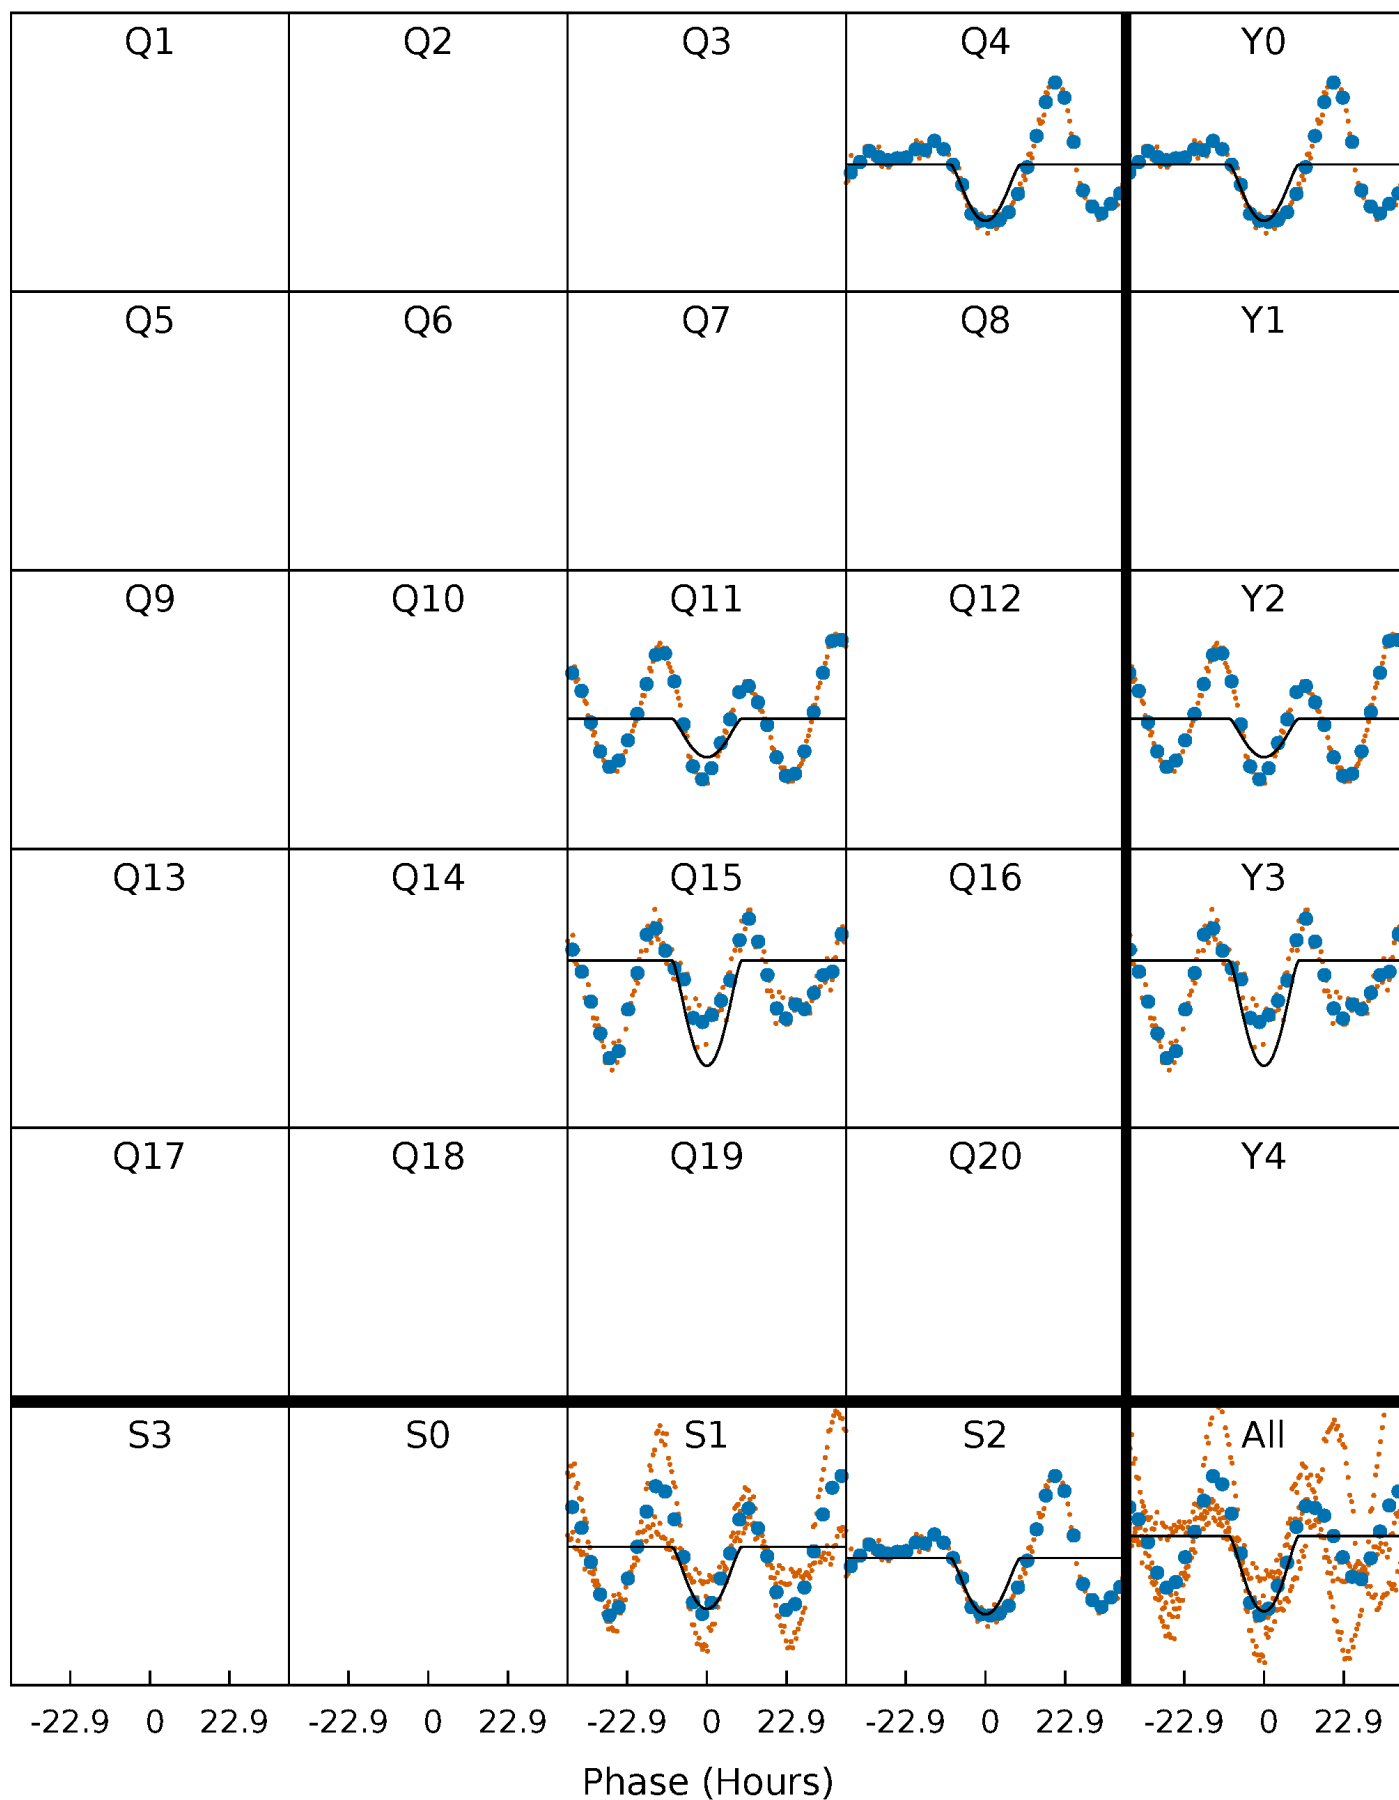 Q1 Q2 Q3 Q4 Y0
Q5 Q6 Q7 Q8 Y1
Q9 Q10 Q11 Q12 Y2
Q13 Q14 Q15 Q16 Y3
Q17 Q18 Q19 Q20 Y4
S3 S0 S1 S2 All
-22.9 0 22.9 -22.9 0 22.9 -22.9 0 22.9 -22.9 0 22.9 -22.9 0 22.9
Phase (Hours)